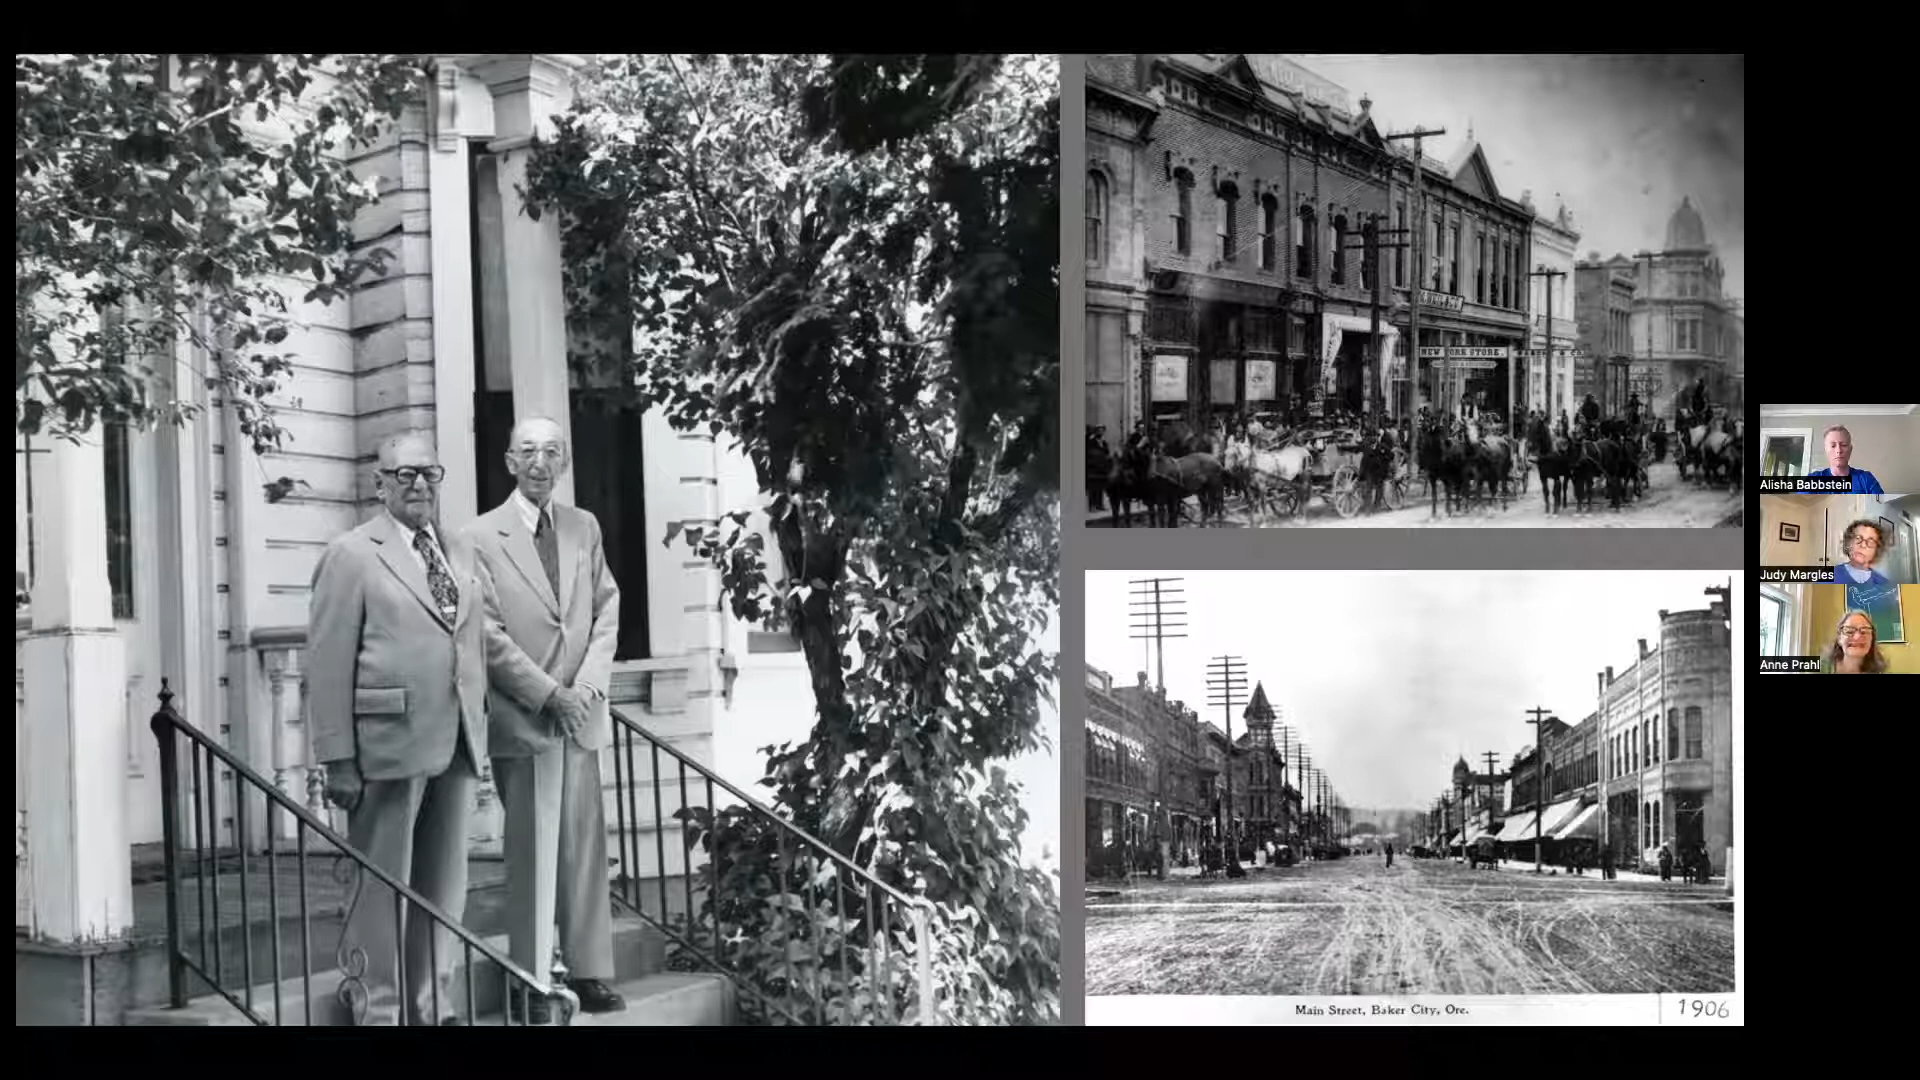 NEW YORK STORE.
Main Street, Baker City, Ore.
1906
Alisha Babbstein
Judy Margles
Anne Prahl